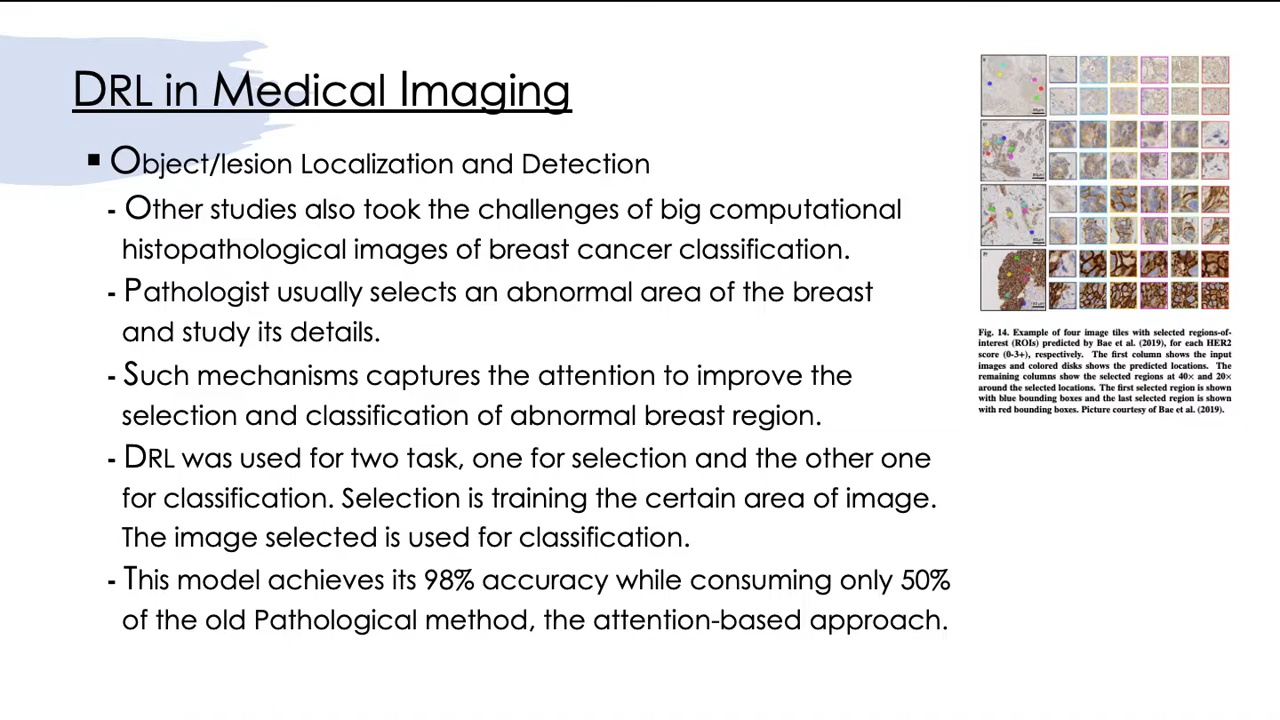 DRL in Medical Imaging
▪ Object/lesion Localization and Detection
- Other studies also took the challenges of big computational
histopathological images of breast cancer classification.
- Pathologist usually selects an abnormal area of the breast
and study its details.
- Such mechanisms captures the attention to improve the
selection and classification of abnormal breast region.
- DRL was used for two task, one for selection and the other one
for classification. Selection is training the certain area of image.
The image selected is used for classification.
- This model achieves its 98% accuracy while consuming only 50%
of the old Pathological method, the attention-based approach.
Fig. 14. Example of four image tiles with selected regions-of-
interest (ROIs) predicted by Bae et al. (2019), for each HER2
score (0-3+), respectively. The first column shows the input
images and colored disks shows the predicted locations. The
remaining columns show the selected regions at 40× and 20×
around the selected locations. The first selected region is shown
with blue bounding boxes and the last selected region is shown
with red bounding boxes. Picture courtesy of Bae et al. (2019).